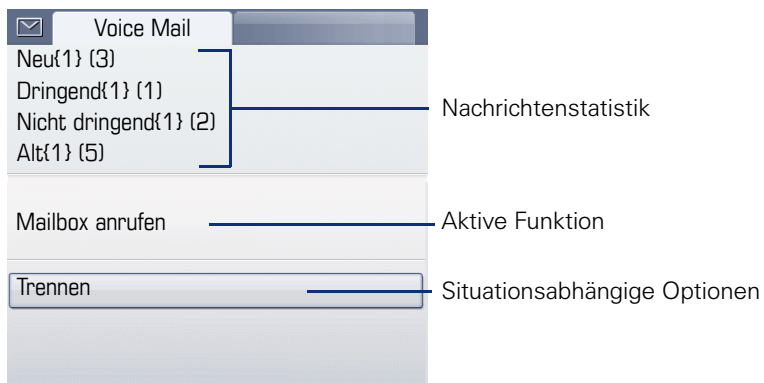 Voice Mail
Neu{1} (3)
Dringend{1} (1)
Nicht dringend{1} (2)
Alt{1} (5)
Nachrichtenstatistik
Mailbox anrufen
Aktive Funktion
Trennen
Situationsabhängige Optionen